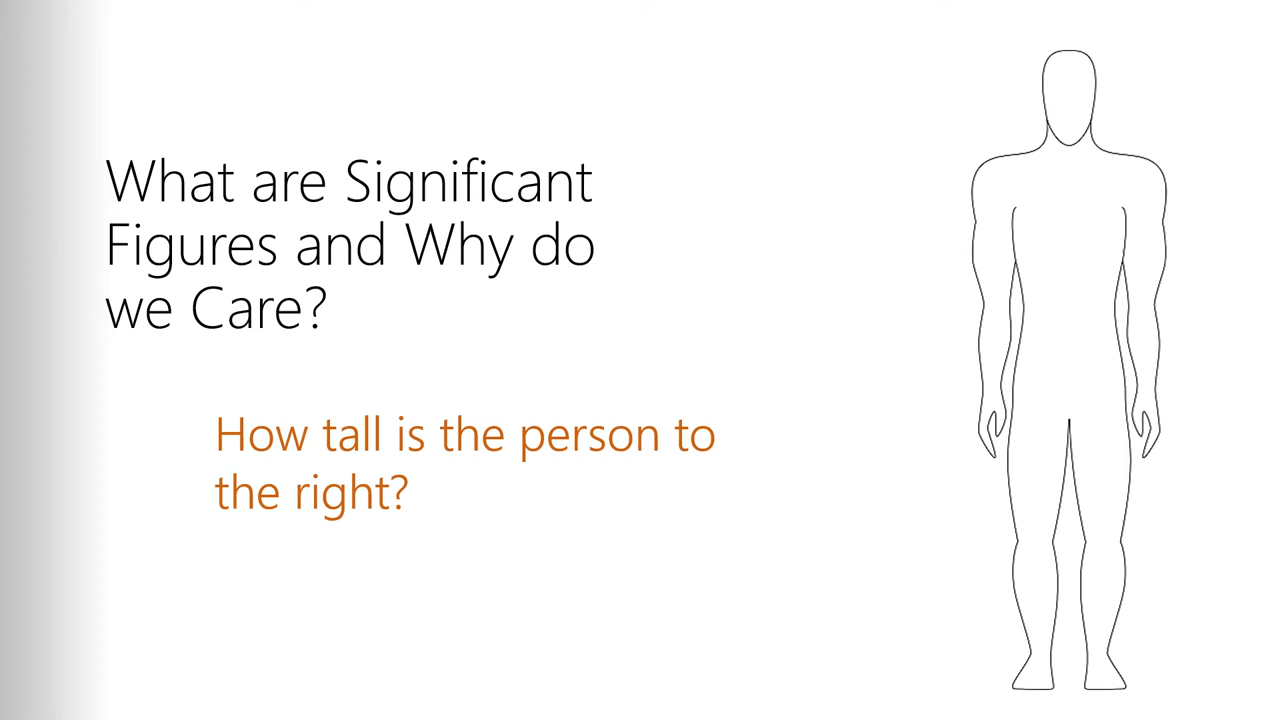 What are Significant
Figures and Why do
we Care?
How tall is the person to
the right?